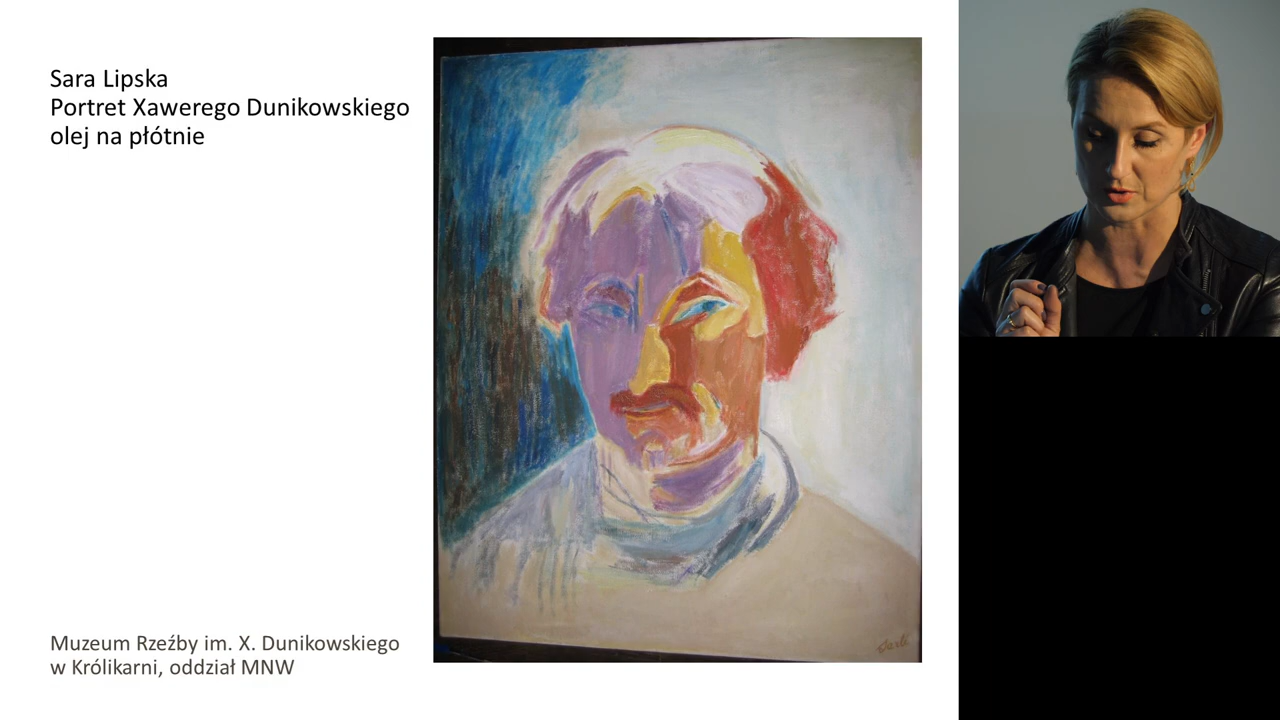 Sara Lipska
Portret Xawerego Dunikowskiego
olej na płótnie
Muzeum Rzeźby im. X. Dunikowskiego
w Królikarni, oddział MNW